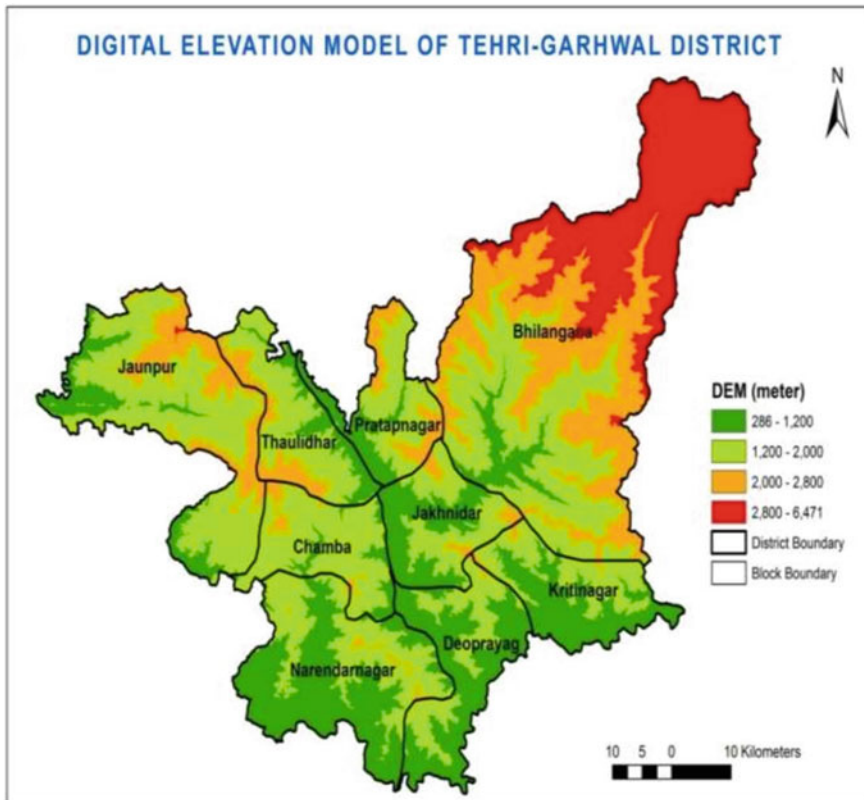 DIGITAL ELEVATION MODEL OF TEHRI-GARHWAL DISTRICT
N
Bhilangana
Jaunpur
Thaulidhar
Pratapnagar
Jakhnidar
Chamba
Kritinagar
Deoprayag
Narendarnagar
DEM (meter)
286 - 1,200
1,200 - 2,000
2,000 - 2,800
2,800 - 6,471
District Boundary
Block Boundary
10 5 0 10 Kilometers